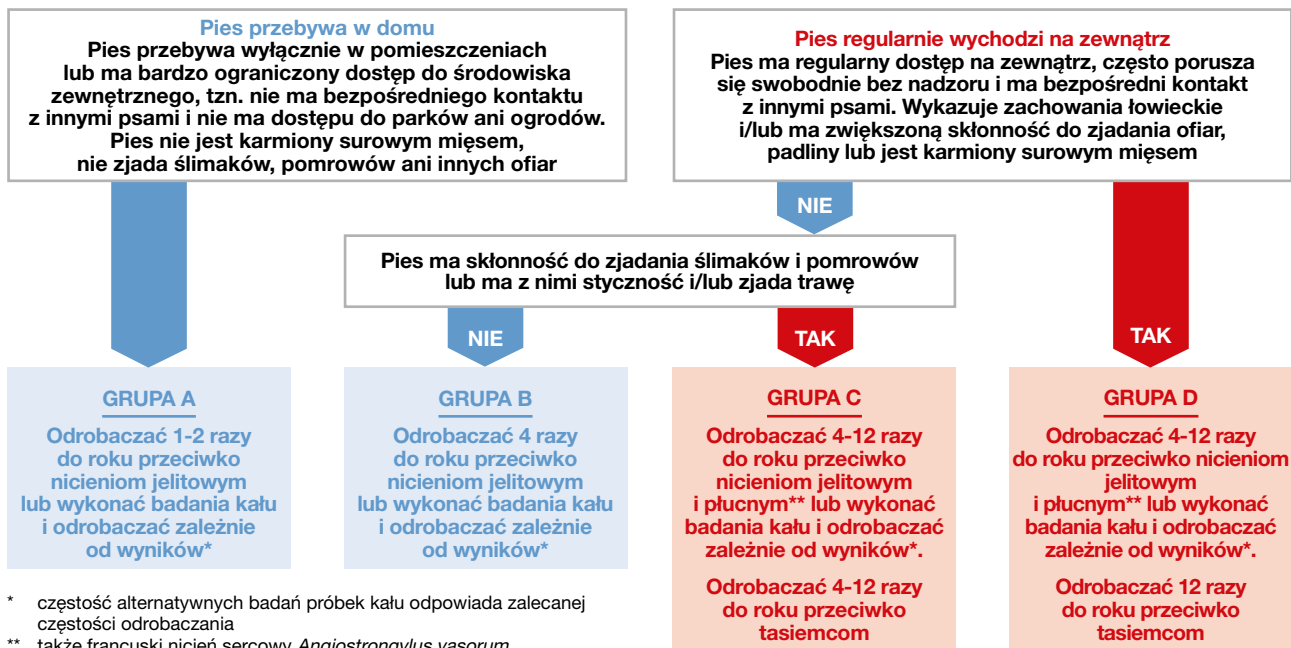 Pies przebywa w domu
Pies przebywa wyłącznie w pomieszczeniach
lub ma bardzo ograniczony dostęp do środowiska
zewnętrznego, tzn. nie ma bezpośredniego kontaktu
z innymi psami i nie ma dostępu do parków ani ogrodów.
Pies nie jest karmiony surowym mięsem,
nie zjada ślimaków, pomrowów ani innych ofiar
Pies regularnie wychodzi na zewnątrz
Pies ma regularny dostęp na zewnątrz, często porusza
się swobodnie bez nadzoru i ma bezpośredni kontakt
z innymi psami. Wykazuje zachowania łowieckie
i/lub ma zwiększoną skłonność do zjadania ofiar,
padliny lub jest karmiony surowym mięsem
NIE
Pies ma skłonność do zjadania ślimaków i pomrowów
lub ma z nimi styczność i/lub zjada trawę
NIE
TAK
TAK
GRUPA A
Odrobaczać 1-2 razy
do roku przeciwko
nicieniom jelitowym
lub wykonać badania kału
i odrobaczać zależnie
od wyników*
GRUPA B
Odrobaczać 4 razy
do roku przeciwko
nicieniom jelitowym
lub wykonać badania kału
i odrobaczać zależnie
od wyników*
GRUPA C
Odrobaczać 4-12 razy
do roku przeciwko
nicieniom jelitowym
i płucnym** lub wykonać
badania kału i odrobaczać
zależnie od wyników*.
Odrobaczać 4-12 razy
do roku przeciwko
tasiemcom
GRUPA D
Odrobaczać 4-12 razy
do roku przeciwko nicieniom
jelitowym
i płucnym** lub wykonać
badania kału i odrobaczać
zależnie od wyników*.
Odrobaczać 12 razy
do roku przeciwko
tasiemcom
* częstość alternatywnych badań próbek kału odpowiada zalecanej
częstości odrobaczania
** także francuski nicień sercowy Angiostrongylus vasorum